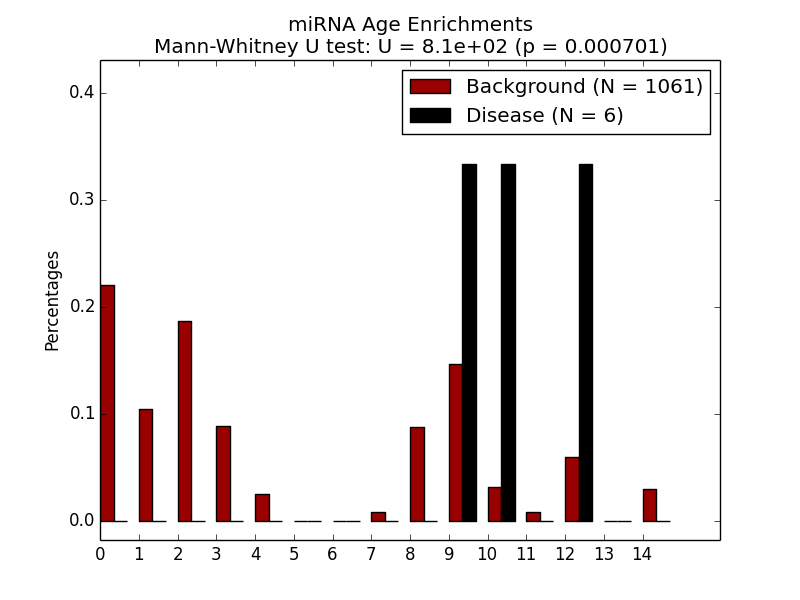 miRNA Age Enrichments
Mann-Whitney U test: U = 8.1e+02 (p = 0.000701)
Background (N = 1061)
Disease (N = 6)
Percentages
0.4
0.3
0.2
0.1
0.0
0 1 2 3 4 5 6 7 8 9 10 11 12 13 14